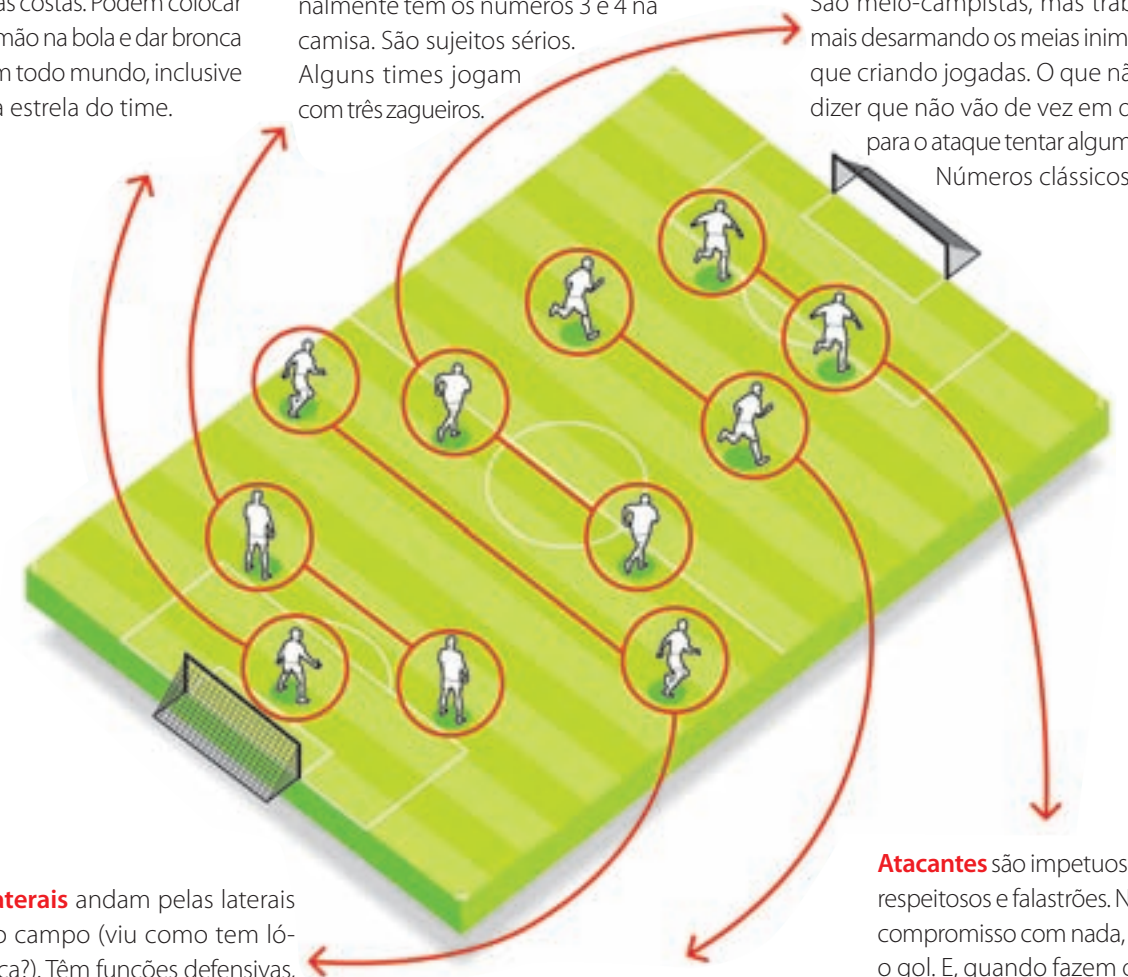 as costas. Podem colocar
mão na bola e dar bronca
m todo mundo, inclusive
a estrela do time.
nalmente têm os números 3 e 4 na
camisa. São sujeitos sérios.
Alguns times jogam
com três zagueiros.
São meio-campistas, mas trab
mais desarmando os meias inim
que criando jogadas. O que nã
dizer que não vão de vez em
para o ataque tentar algum
Números clássicos
aterais andam pelas laterais
o campo (viu como tem ló-
ca?). Têm funções defensivas,
Atacantes são impetuos
respeitosos e falastrões. N
compromisso com nada,
o gol. E, quando fazem